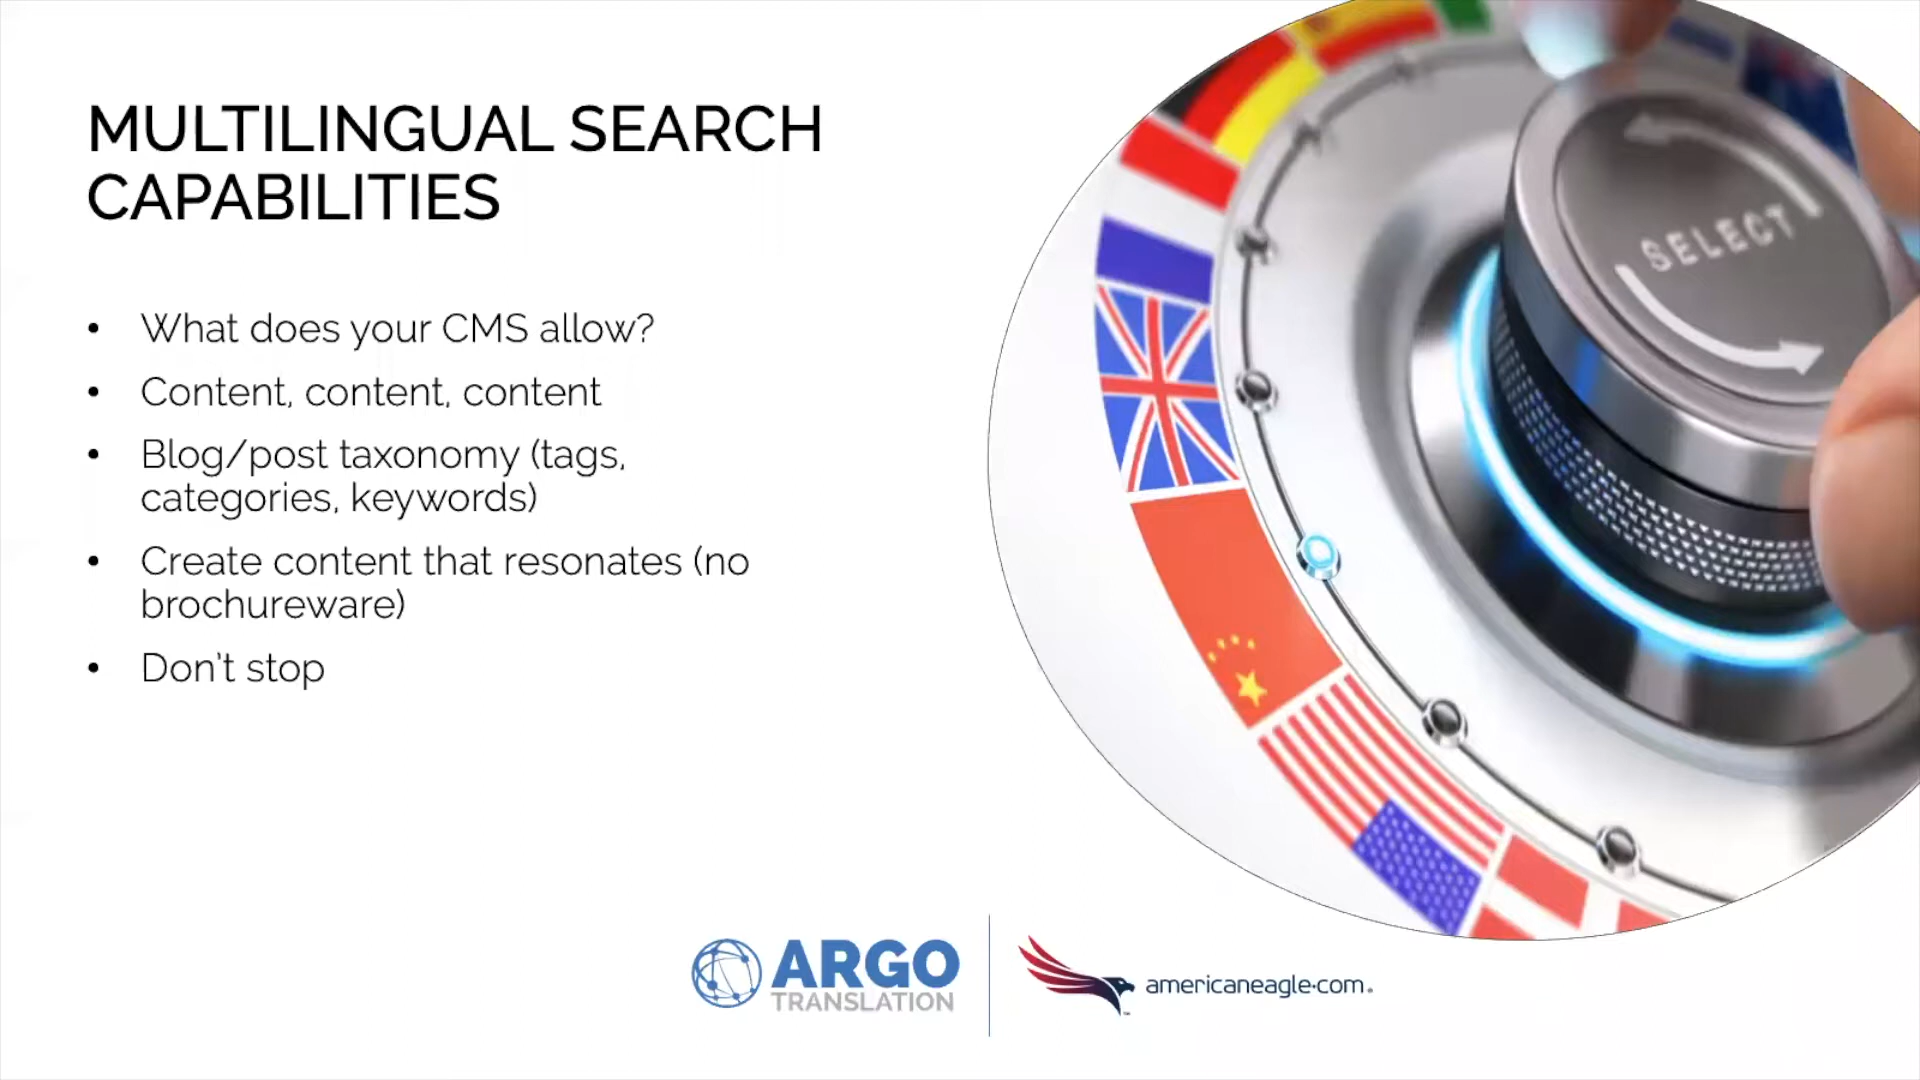 MULTILINGUAL SEARCH
CAPABILITIES
• What does your CMS allow?
• Content, content, content
• Blog/post taxonomy (tags,
categories, keywords)
• Create content that resonates (no
brochureware)
• Don't stop
SELECT
ARGO
TRANSLATION
americaneagle.com